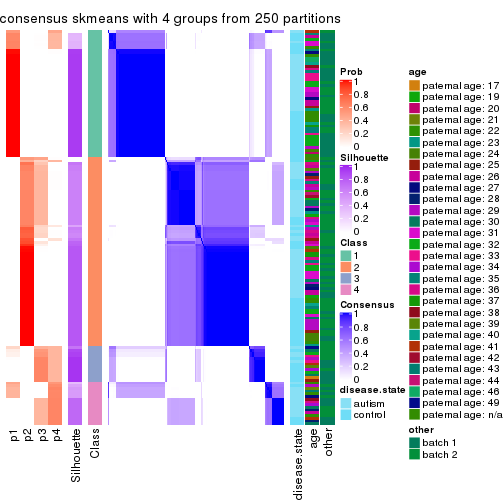 consensus skmeans with 4 groups from 250 partitions
p1
p2
p3
p4
Silhouette
Class
disease.state
age
other
Prob
1
0.8
0.6
0.4
0.2
0
Silhouette
1
0.8
0.6
0.4
0.2
0
Class
1
2
3
4
Consensus
1
0.8
0.6
0.4
0.2
0
disease.state
autism
control
age
paternal age: 17
paternal age: 19
paternal age: 20
paternal age: 21
paternal age: 22
paternal age: 23
paternal age: 24
paternal age: 25
paternal age: 26
paternal age: 27
paternal age: 28
paternal age: 29
paternal age: 30
paternal age: 31
paternal age: 32
paternal age: 33
paternal age: 34
paternal age: 35
paternal age: 36
paternal age: 37
paternal age: 38
paternal age: 39
paternal age: 40
paternal age: 41
paternal age: 42
paternal age: 43
paternal age: 44
paternal age: 46
paternal age: 49
paternal age: n/a
other
batch 1
batch 2